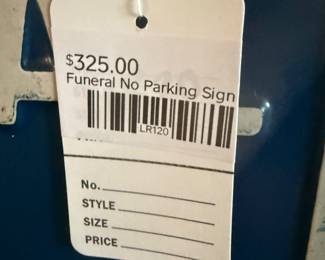 $325.00
Funeral No Parking Sign
LR120
No.
STYLE
SIZE
PRICE